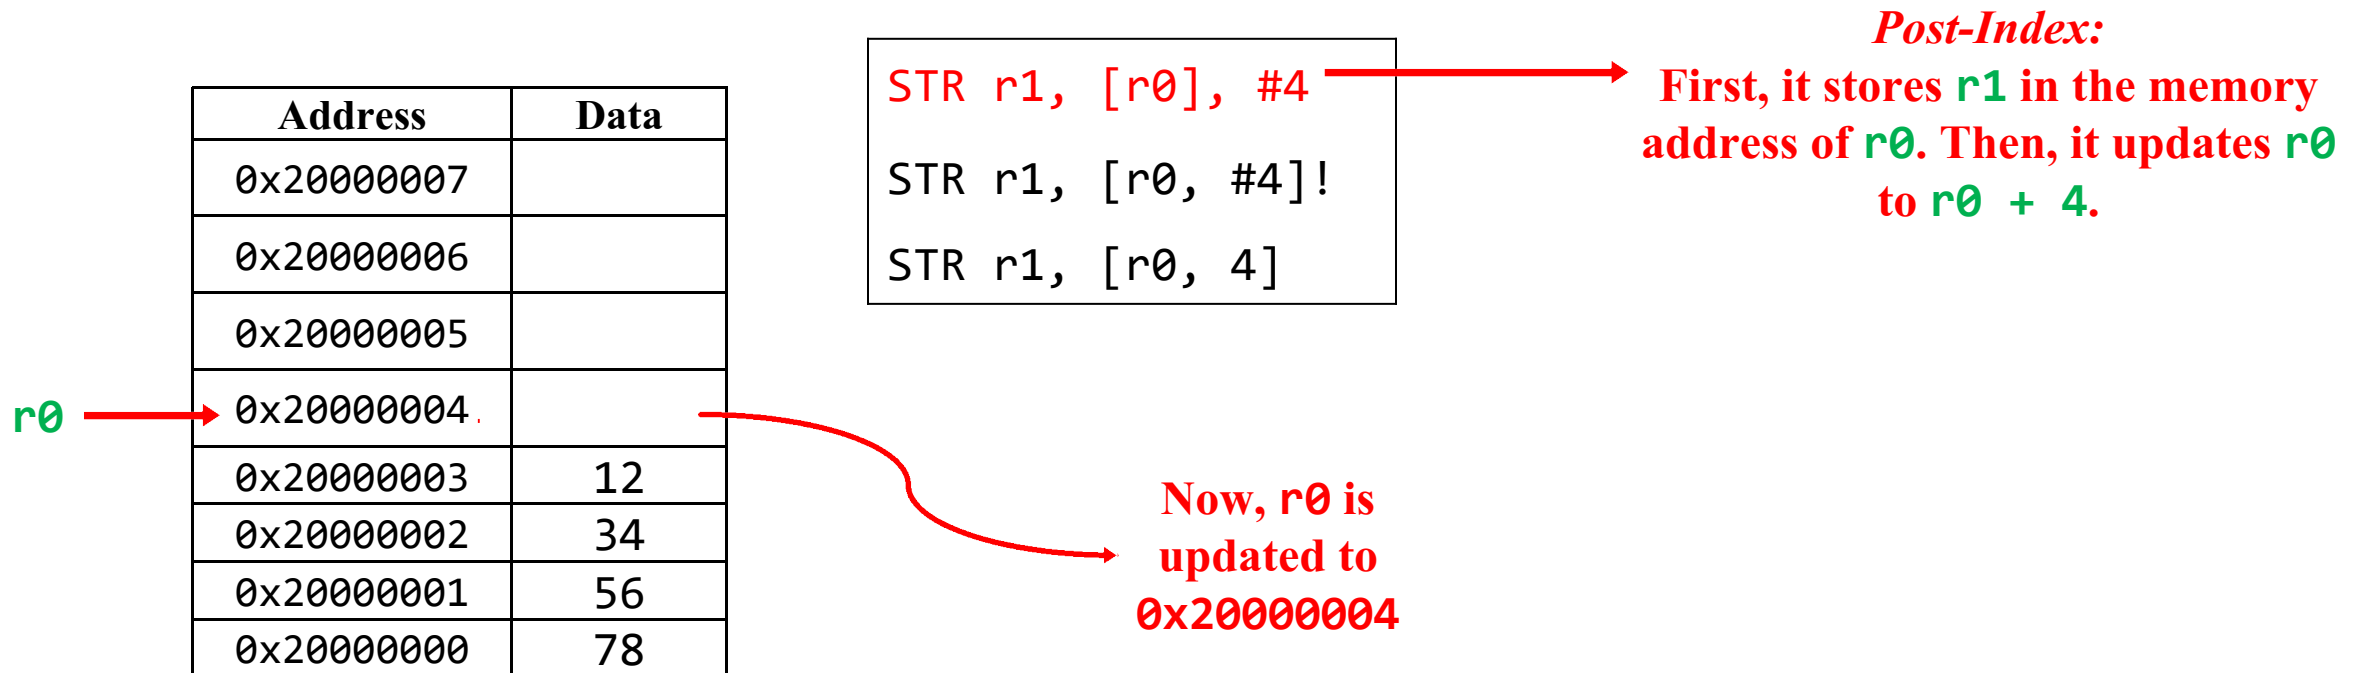 Post-Index:
First, it stores r1 in the memory
address of r0. Then, it updates r0
to r0 + 4.
STR r1, [r0], #4
STR r1, [r0, #4]!
STR r1, [r0, 4]
Address Data
0x20000007
0x20000006
0x20000005
r0 0x20000004
0x20000003 12
0x20000002 34
0x20000001 56
0x20000000 78
Now, r0 is
updated to
0x20000004